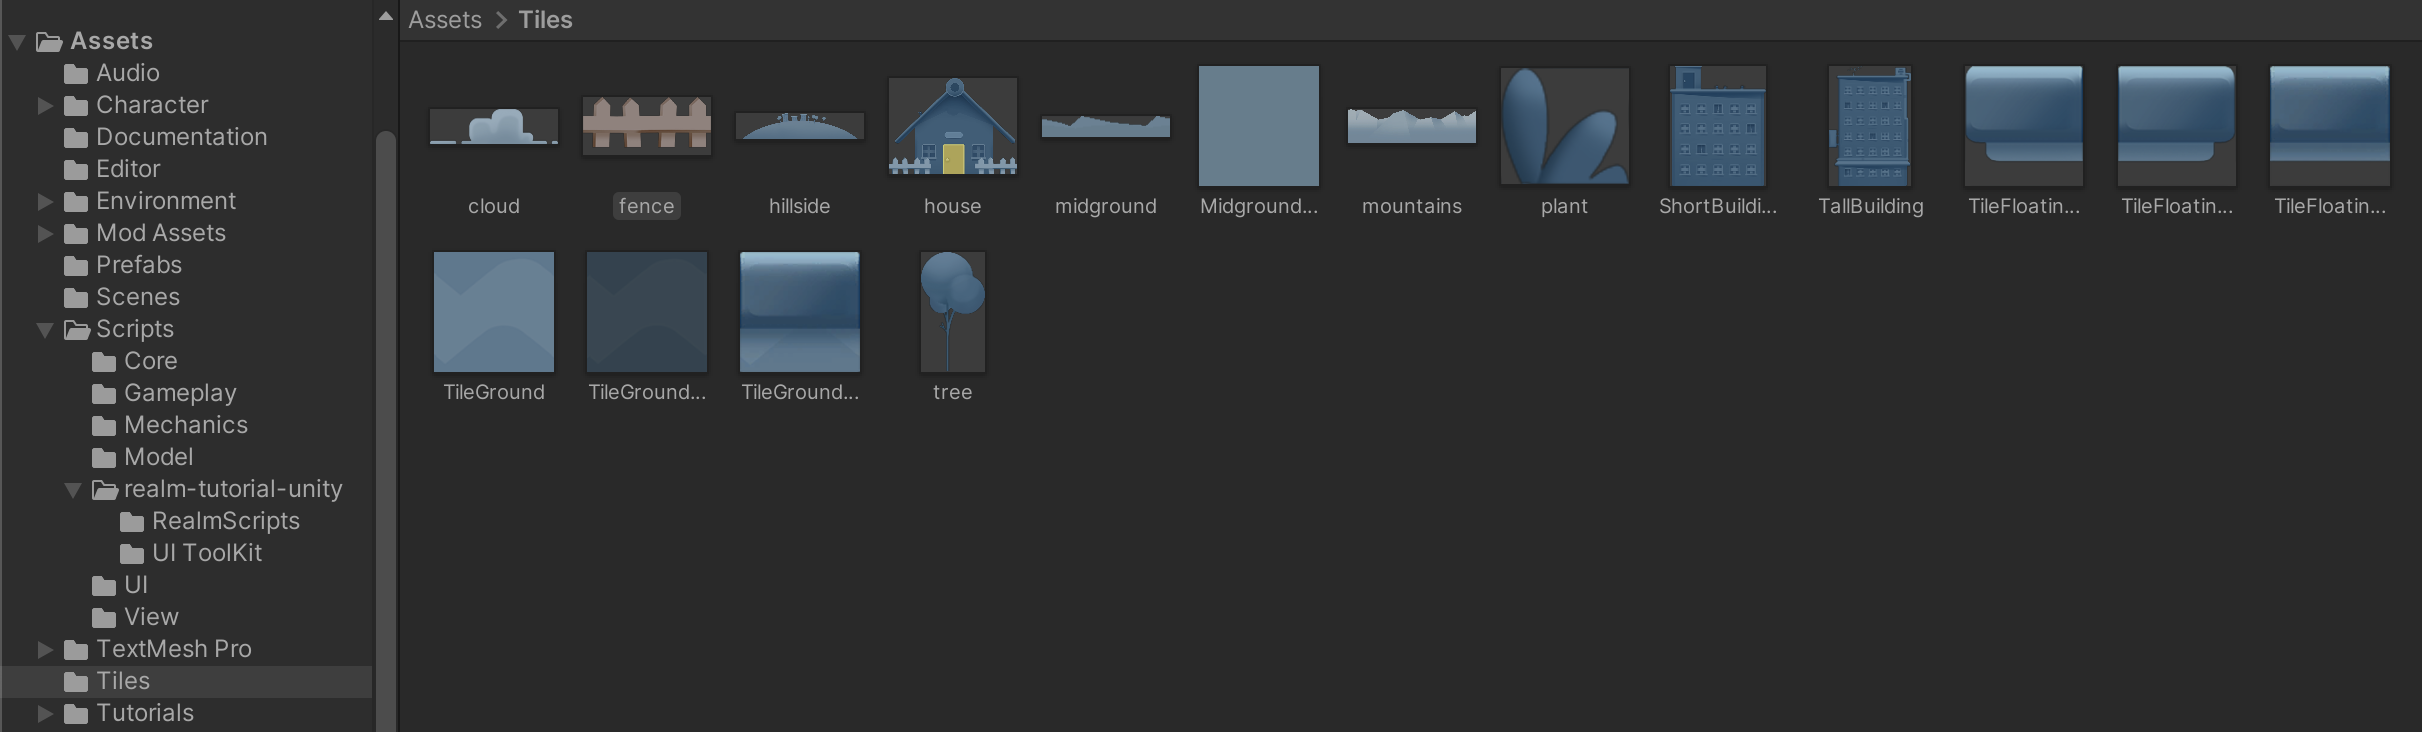 Assets
Audio
Character
Documentation
Editor
Environment
Mod Assets
Prefabs
Scenes
Scripts
Core
Gameplay
Mechanics
Model
realm-tutorial-unity
RealmScripts
UI ToolKit
UI
View
TextMesh Pro
Tiles
Tutorials
Assets > Tiles
cloud fence hillside house midground Midground... mountains plant ShortBuildi... TallBuilding TileFloatin... TileFloatin... TileFloatin...
TileGround TileGround... TileGround... tree